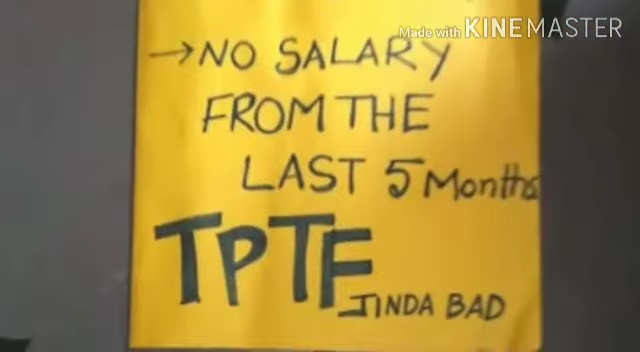 Made with KINEMASTER
→NO SALARY
FROM THE
LAST 5 Months
TPTF JINDA BAD